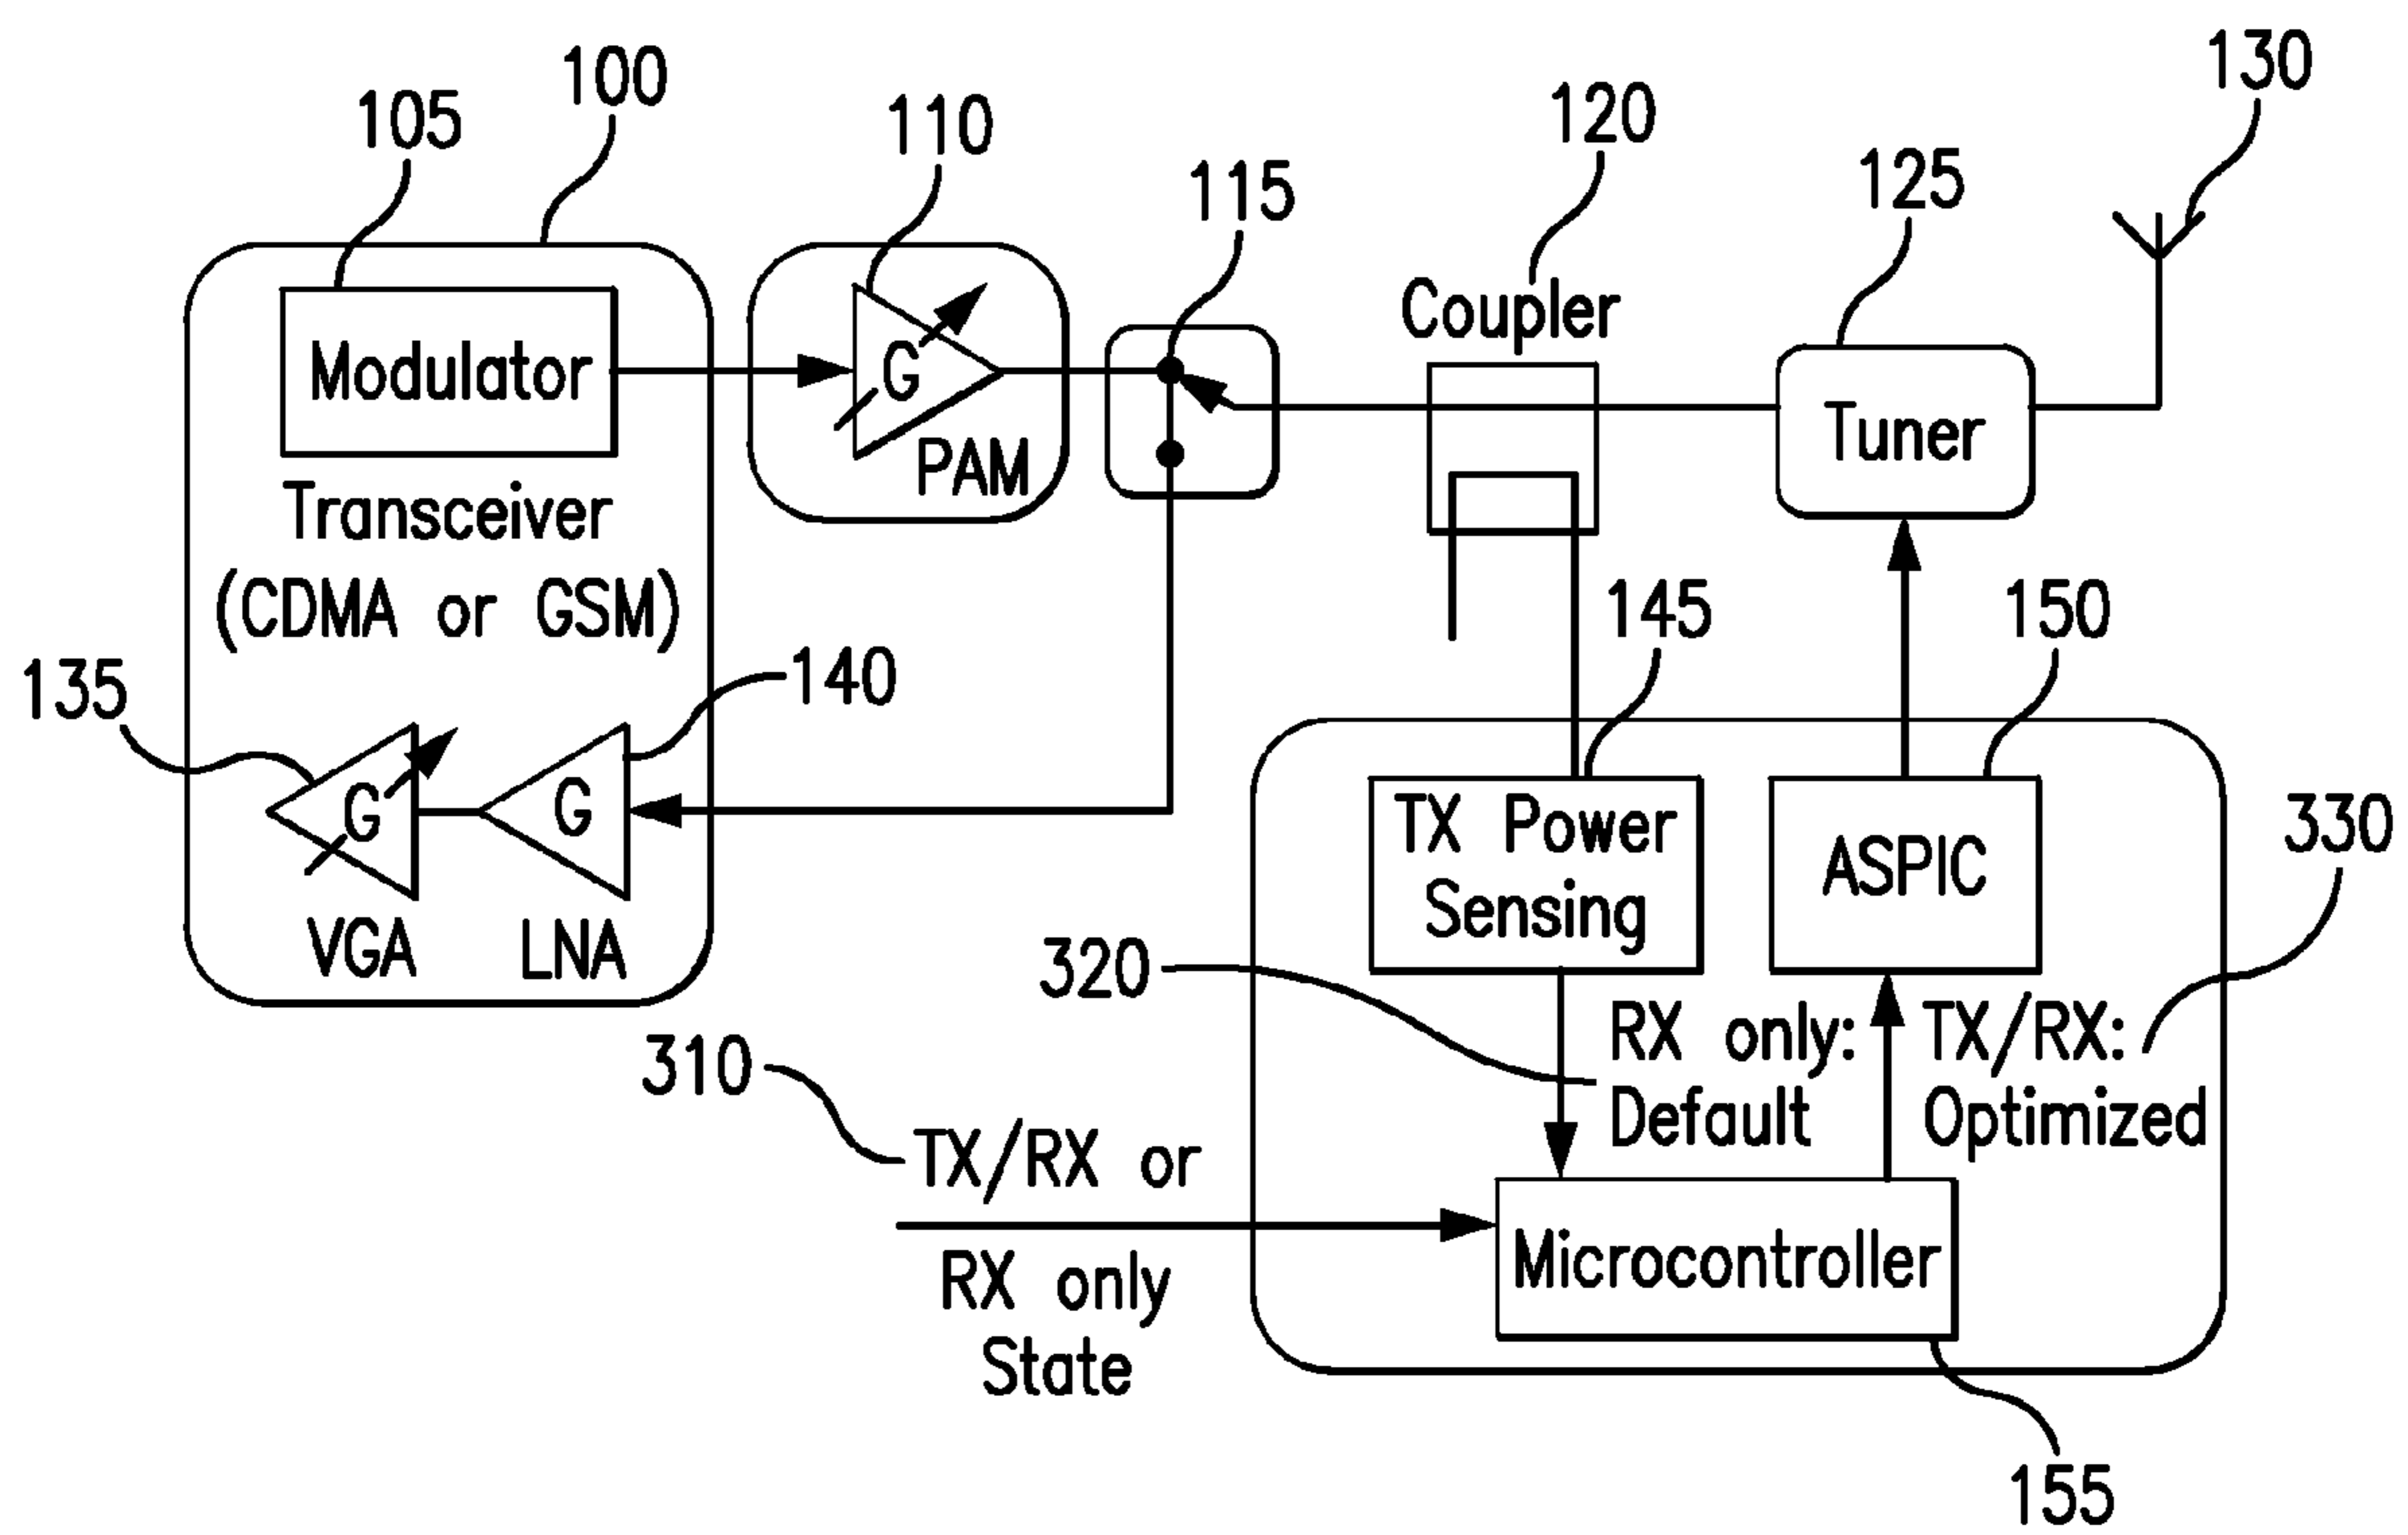 100
105
110
120
130
115
125
Coupler
Modulator
G
PAM
Tuner
Transceiver
(CDMA or GSM)
145
150
135
140
G
G
VGA
LNA
TX Power
Sensing
ASPIC
330
320
RX only:
Default
TX/RX:
Optimized
310
TX/RX or
RX only
State
Microcontroller
155